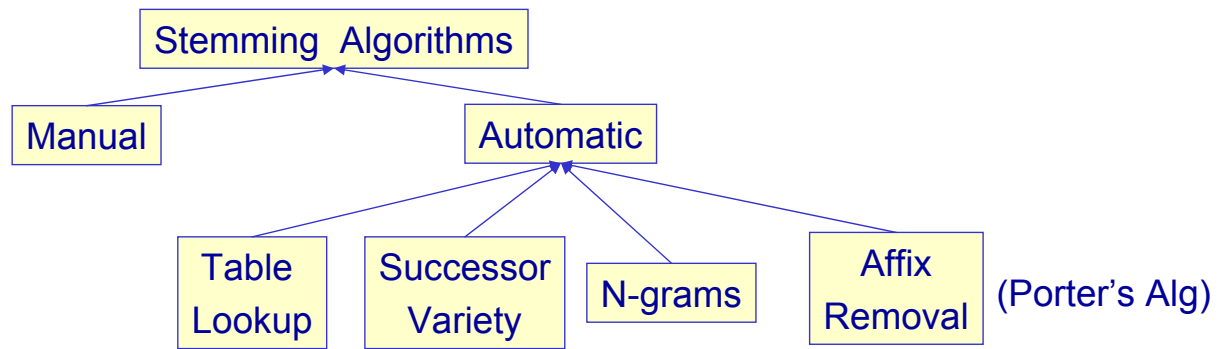 Stemming Algorithms
Manual
Automatic
Table
Lookup
Successor
Variety
N-grams
Affix
Removal
(Porter's Alg)